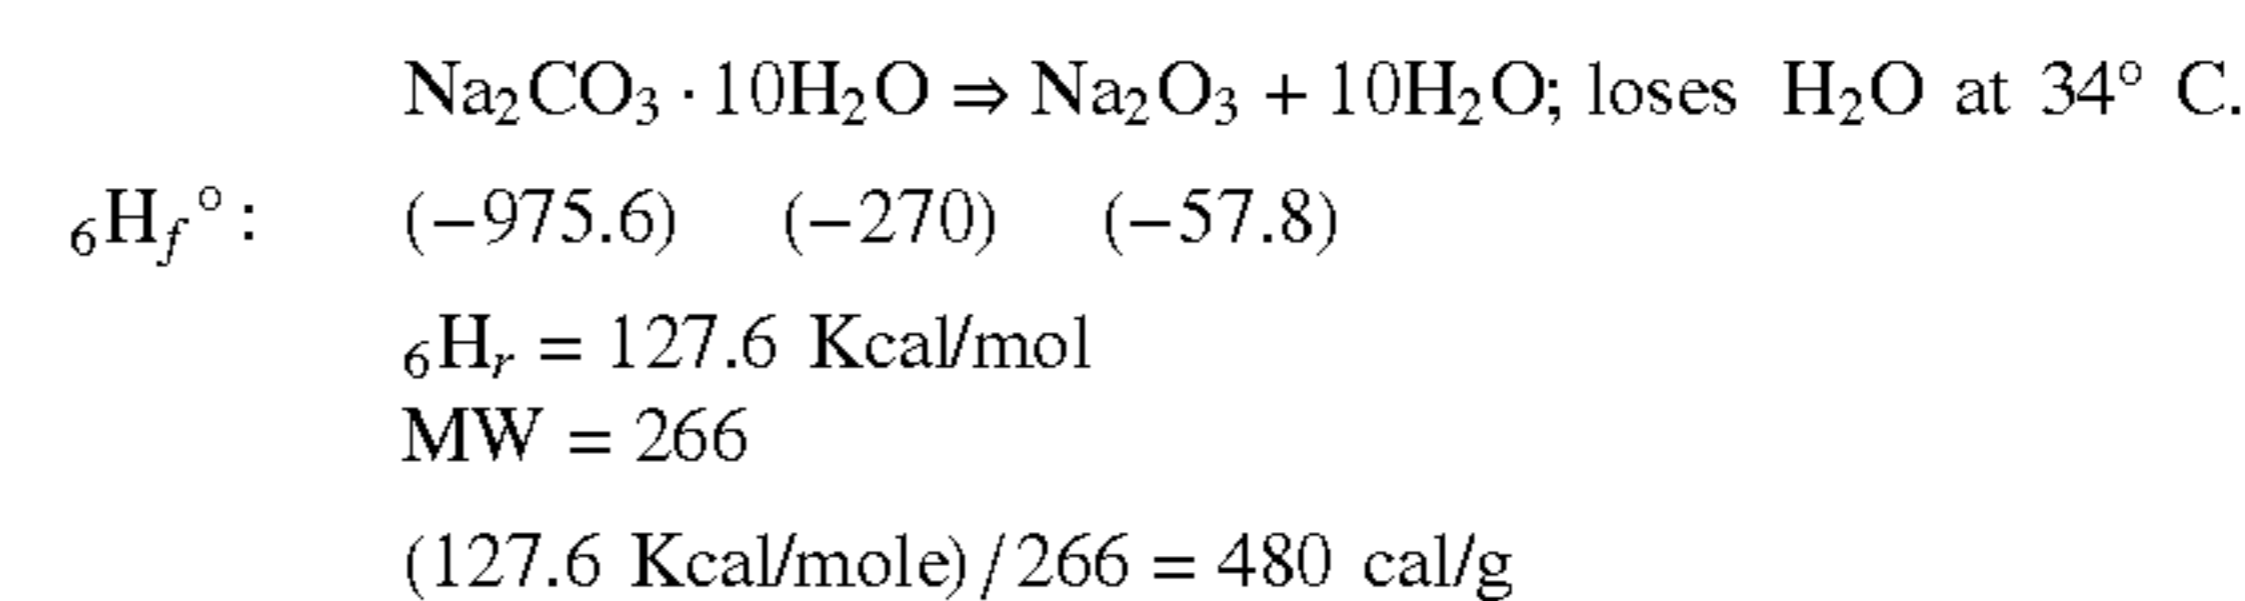 Na₂CO₃ · 10H₂O ⇒ Na₂O₃ + 10H₂O; loses H₂O at 34° C.
₆H_f°: (−975.6) (−270) (−57.8)
₆H_r = 127.6 Kcal/mol
MW = 266
(127.6 Kcal/mole)/266 = 480 cal/g